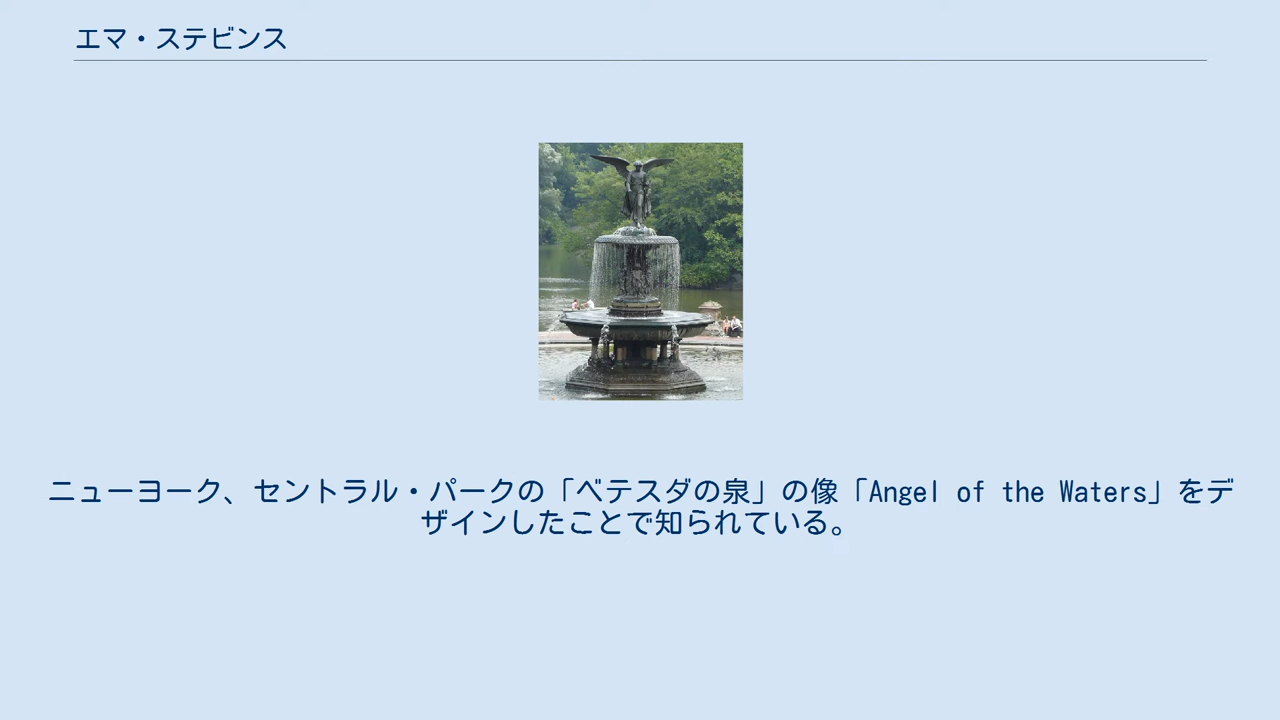 エマ・ステビンス
ニューヨーク、セントラル・パークの「ベテスダの泉」の像「Angel of the Waters」をデ
ザインしたことで知られている。